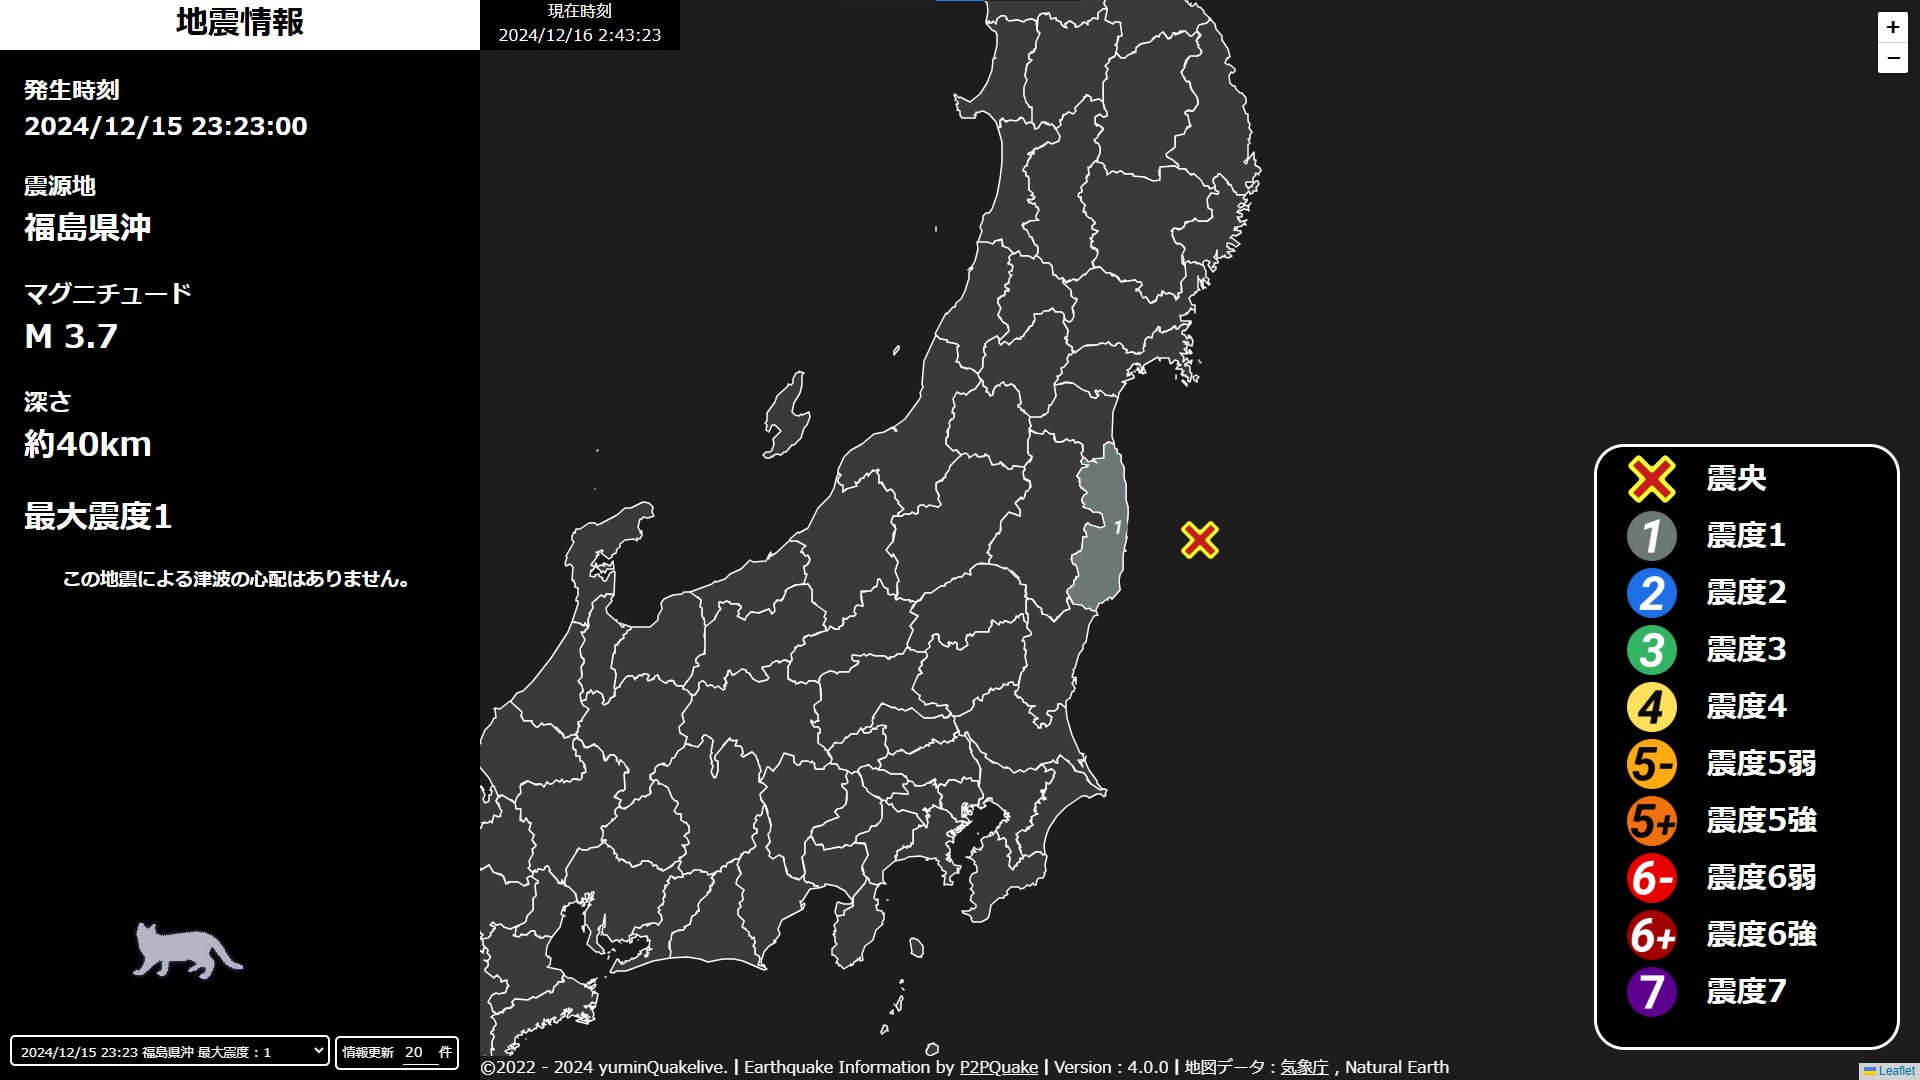 地震情報
現在時刻
2024/12/16 2:43:23
+
−
発生時刻
2024/12/15 23:23:00
震源地
福島県沖
マグニチュード
M 3.7
深さ
約40km
最大震度1
この地震による津波の心配はありません。
1
震央
1 震度1
2 震度2
3 震度3
4 震度4
5- 震度5弱
5+ 震度5強
6- 震度6弱
6+ 震度6強
7 震度7
2024/12/15 23:23 福島県沖 最大震度：1
情報更新 20 件
©2022 - 2024 yuminQuakelive. | Earthquake Information by P2PQuake | Version : 4.0.0 | 地図データ : 気象庁 , Natural Earth
Leaflet